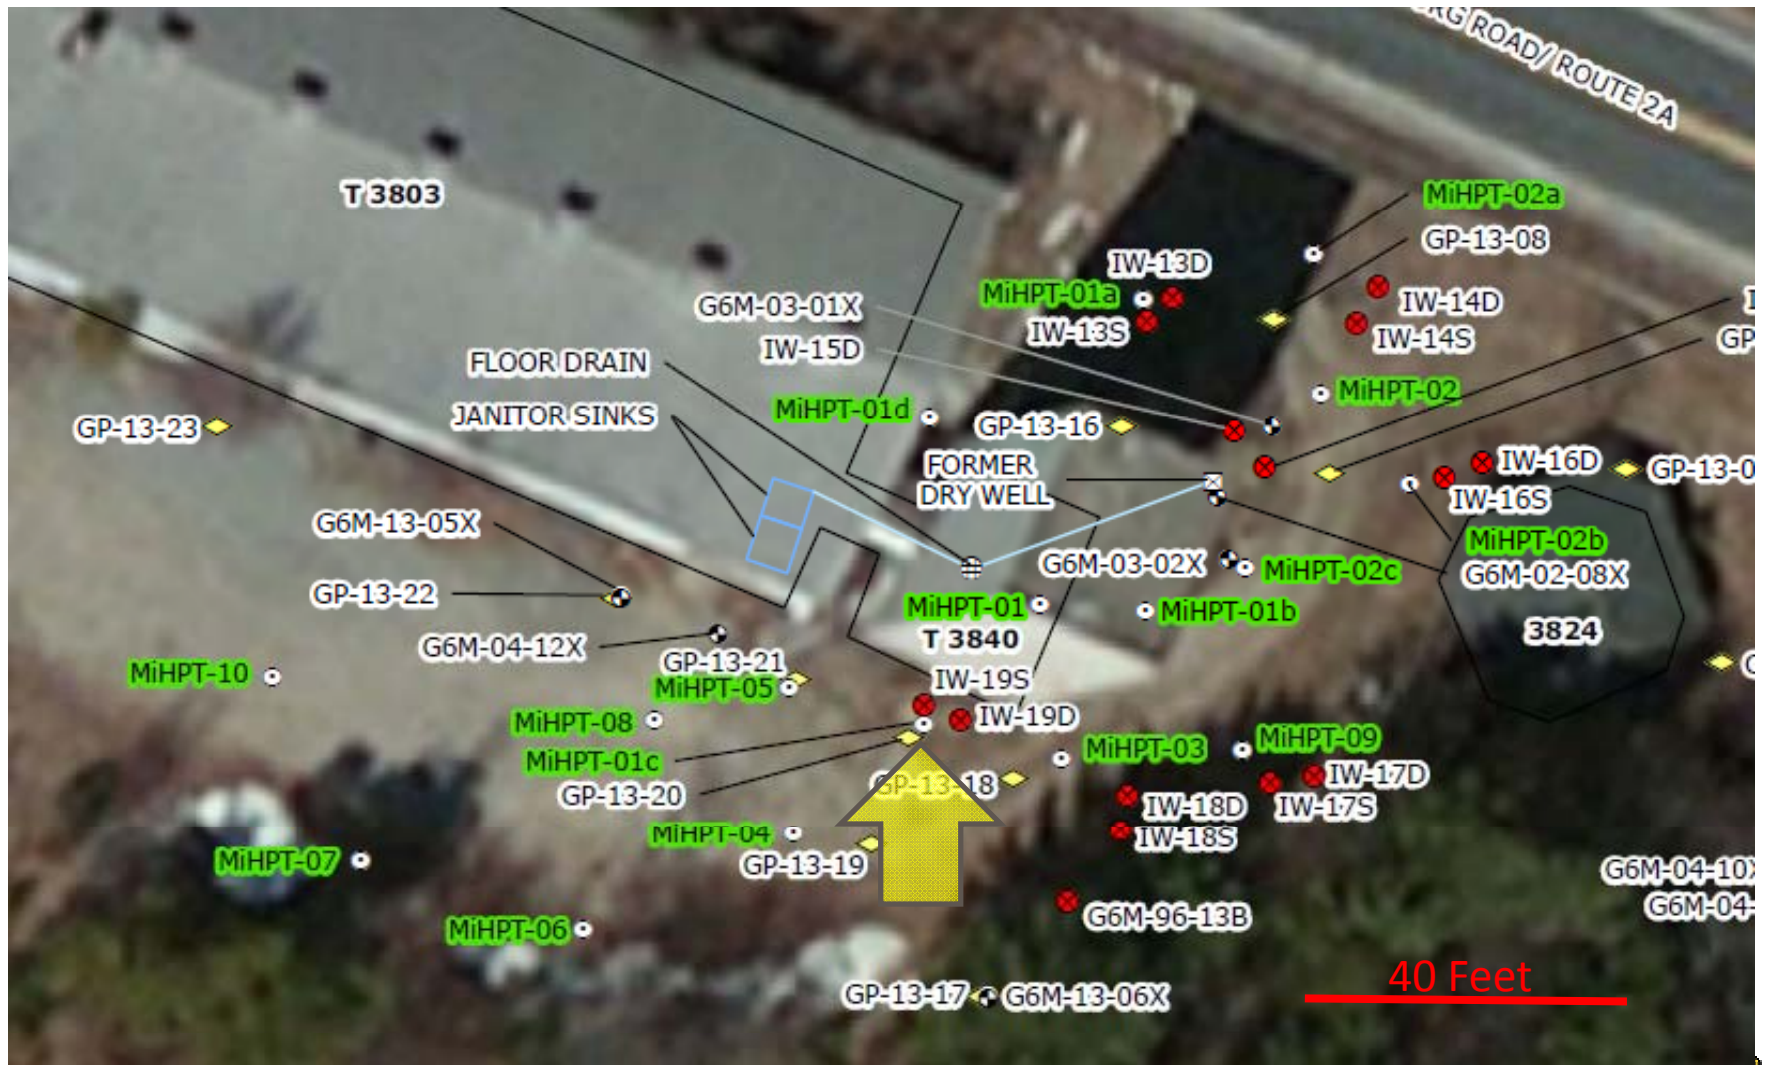 RG ROAD/ ROUTE 2A
T 3803
MiHPT-02a
GP-13-08
IW-13D
MiHPT-01a
G6M-03-01X
IW-14D
IW-13S
IW-14S
IW-15D
GP
FLOOR DRAIN
MiHPT-02
JANITOR SINKS
MiHPT-01d
GP-13-16
GP-13-23
FORMER
DRY WELL
IW-16D
GP-13-0
IW-16S
G6M-13-05X
MiHPT-02b
G6M-03-02X
MiHPT-02c
G6M-02-08X
GP-13-22
MiHPT-01
MiHPT-01b
T 3840
3824
G6M-04-12X
GP-13-21
MiHPT-10
MiHPT-05
IW-19S
MiHPT-08
IW-19D
MiHPT-01c
MiHPT-03
MiHPT-09
GP-13-20
GP-13-18
IW-17D
IW-18D
IW-17S
MiHPT-04
IW-18S
GP-13-19
MiHPT-07
G6M-04-10X
G6M-04-
G6M-96-13B
MiHPT-06
40 Feet
GP-13-17
G6M-13-06X